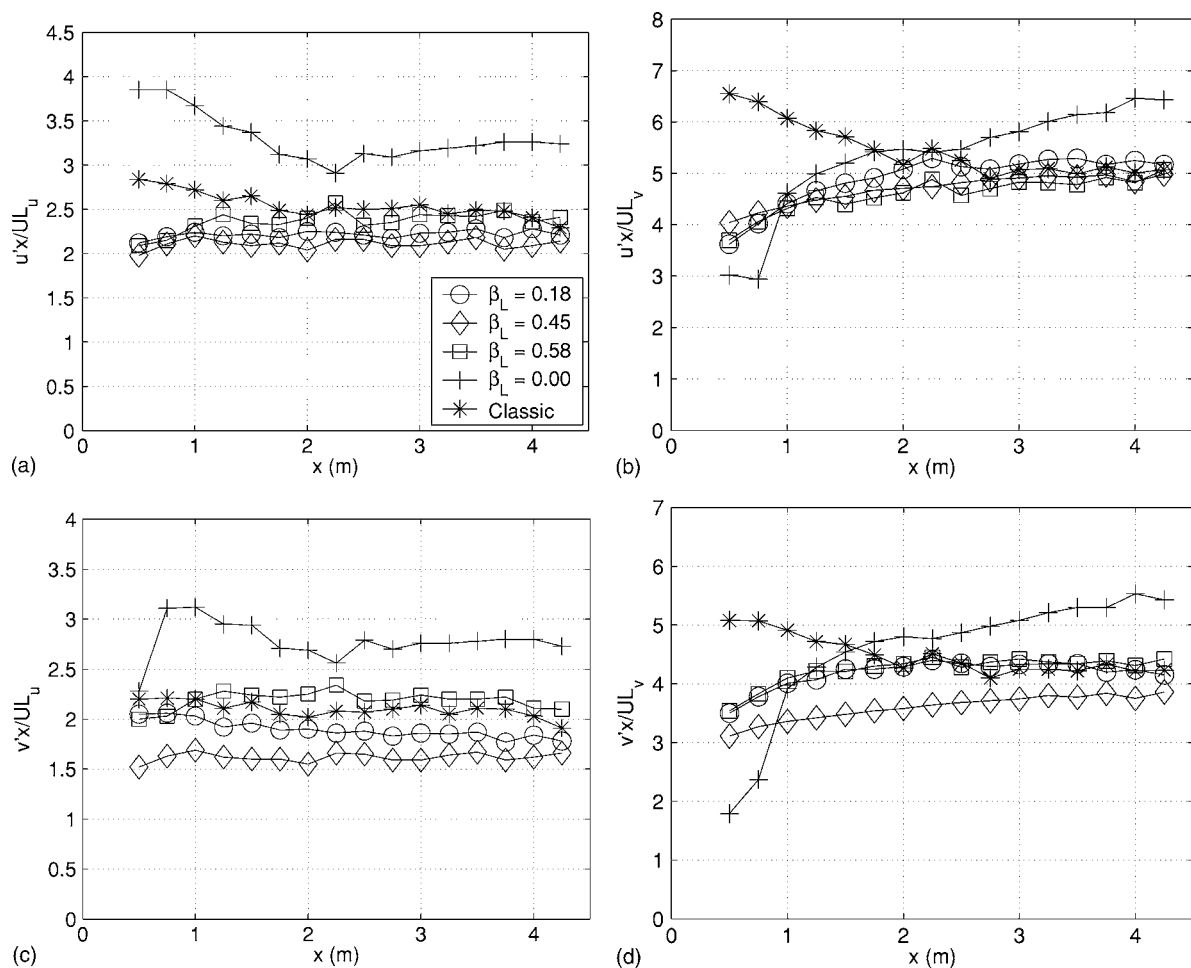 4.5
4
3.5
3
2.5
2
1.5
1
0.5
0
u'x/UL_u
0 1 2 3 4
x (m)
(a)
β_L = 0.18
β_L = 0.45
β_L = 0.58
β_L = 0.00
Classic
8
7
6
5
4
3
2
1
0
u'x/UL_v
0 1 2 3 4
x (m)
(b)
4
3.5
3
2.5
2
1.5
1
0.5
0
v'x/UL_u
0 1 2 3 4
x (m)
(c)
7
6
5
4
3
2
1
0
v'x/UL_v
0 1 2 3 4
x (m)
(d)